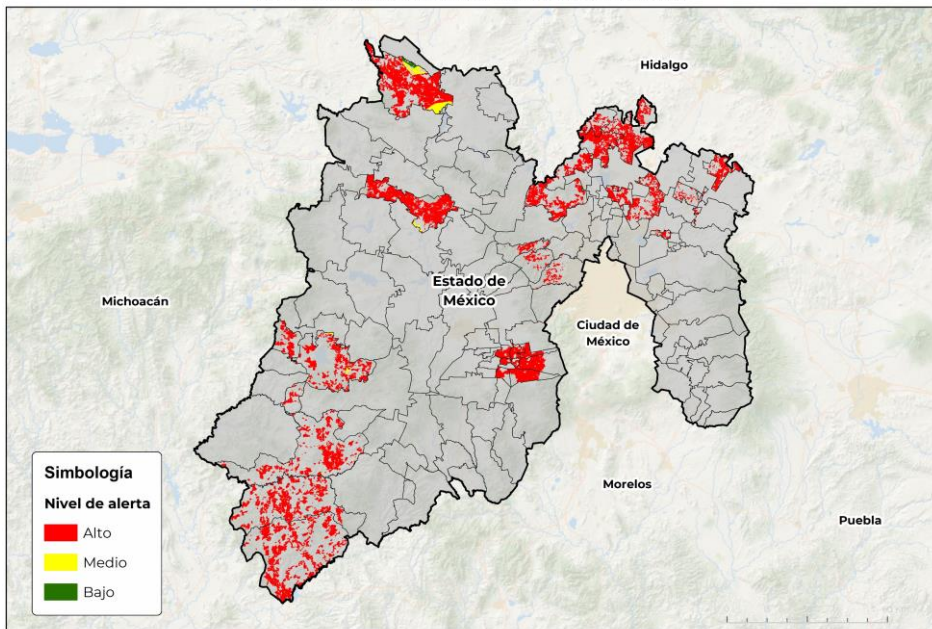 Hidalgo
Estado de
México
Michoacán
Ciudad de
México
Morelos
Puebla
Simbología
Nivel de alerta
Alto
Medio
Bajo